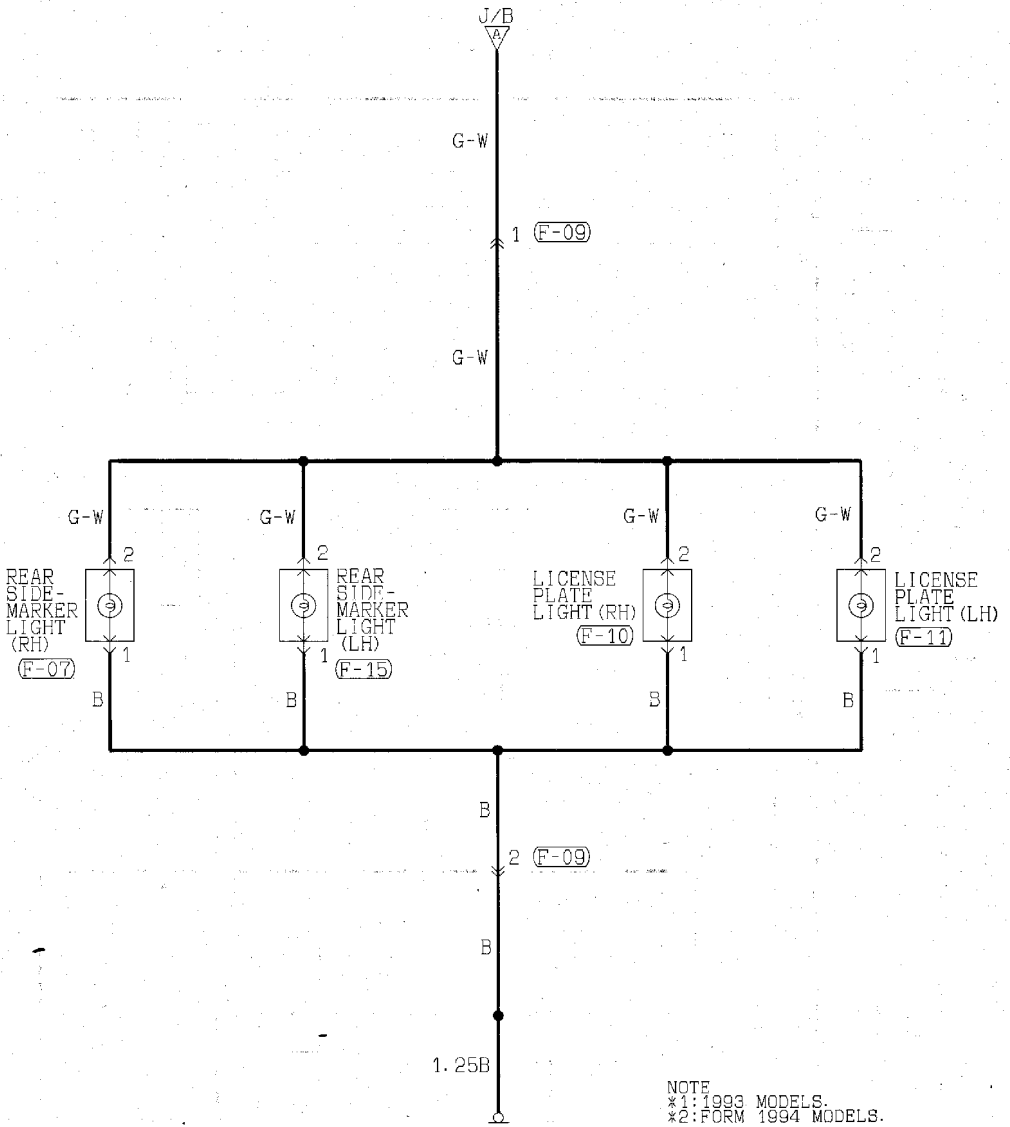 J/B
A
G-W
1 F-09
G-W
G-W
G-W
G-W
G-W
2
2
2
2
REAR
SIDE-
MARKER
LIGHT
(RH)
F-07
1
B
REAR
SIDE-
MARKER
LIGHT
(LH)
F-15
1
B
LICENSE
PLATE
LIGHT (RH)
F-10
1
B
LICENSE
PLATE
LIGHT (LH)
F-11
1
B
B
2 F-09
B
1.25B
NOTE
*1:1993 MODELS.
*2:FORM 1994 MODELS.